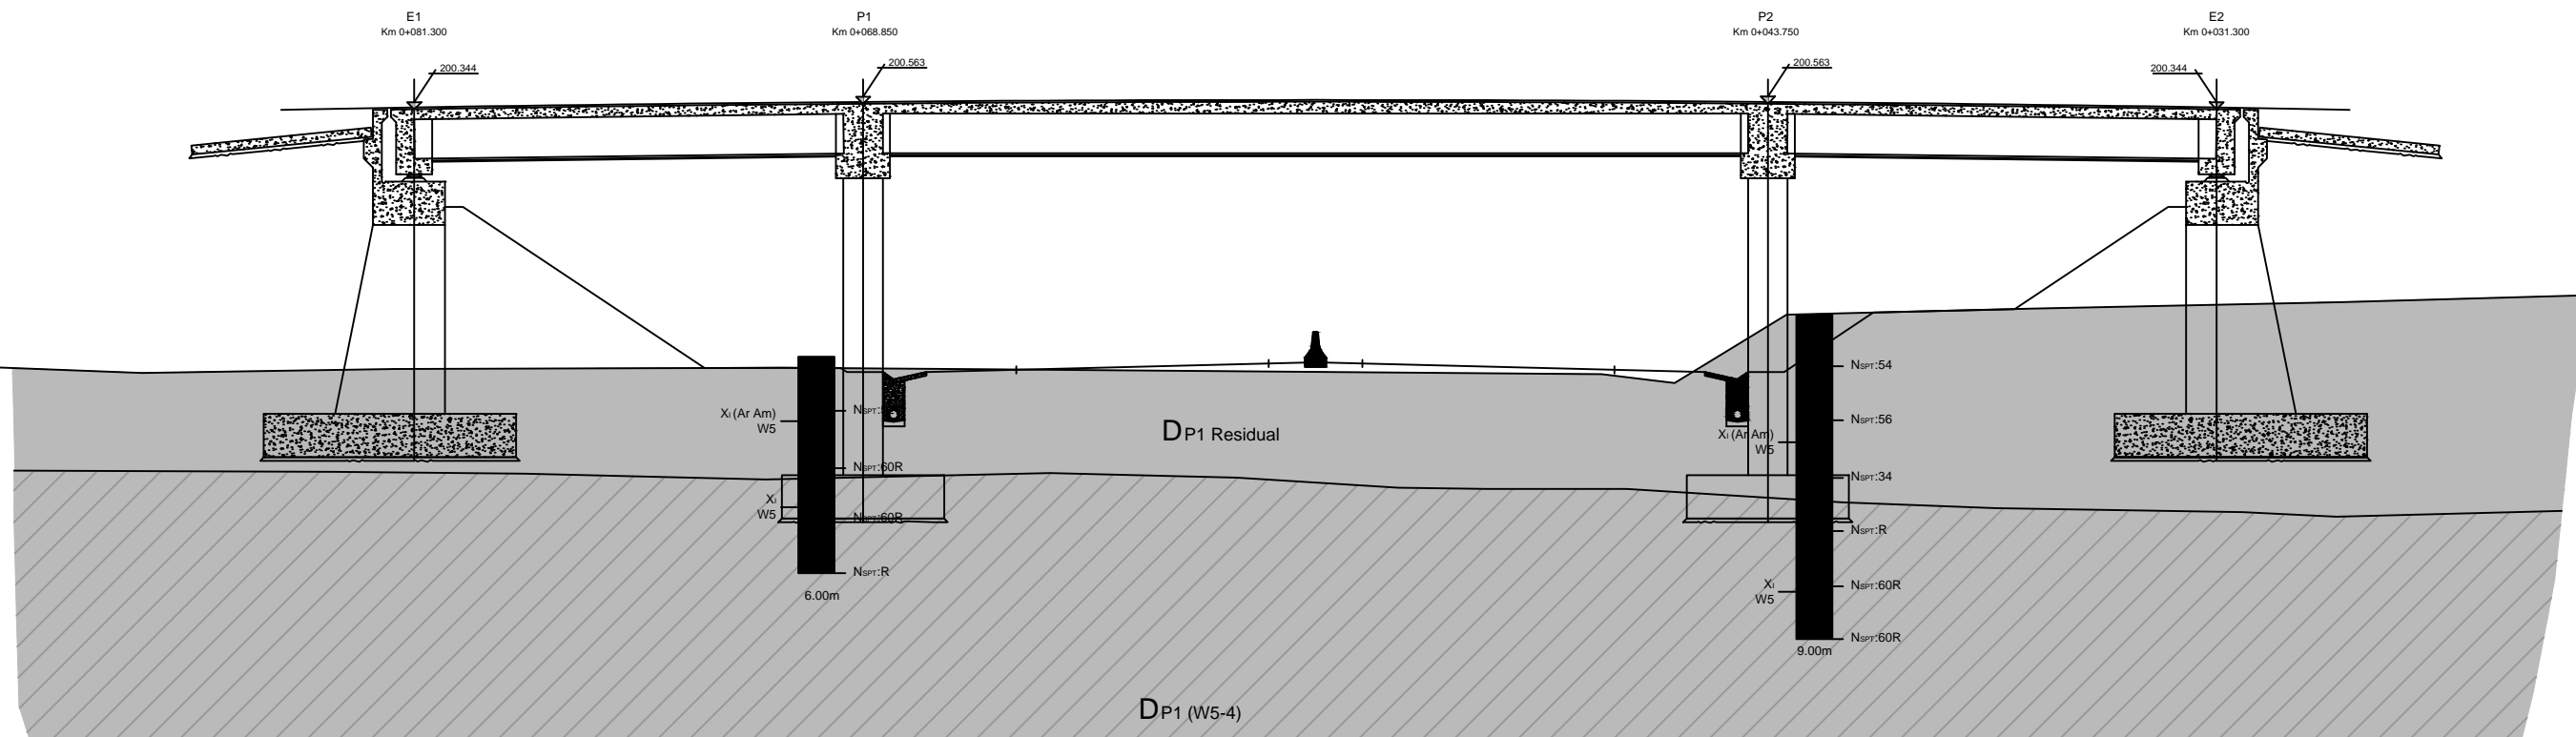 E1
Km 0+081.300
P1
Km 0+068.850
P2
Km 0+043.750
E2
Km 0+031.300
200.344
200.563
200.563
200.344
Xᵢ (Ar Am)
W5
NSPT:
NSPT:60R
Xᵢ
W5
NSPT:60R
NSPT:R
6.00m
DP1 Residual
NSPT:54
NSPT:56
Xᵢ (Ar Am)
W5
NSPT:34
NSPT:R
Xᵢ
W5
NSPT:60R
NSPT:60R
9.00m
DP1 (W5-4)